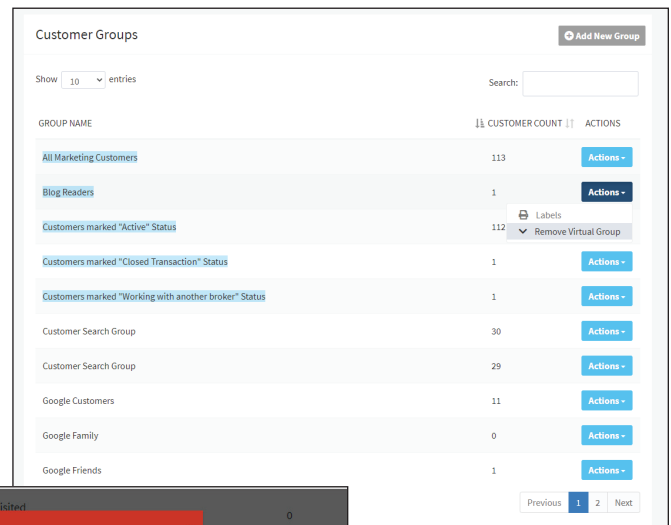 Customer Groups
Add New Group
Show 10 entries
Search:
GROUP NAME CUSTOMER COUNT ACTIONS
All Marketing Customers 113 Actions
Blog Readers 1 Actions
Labels
Customers marked "Active" Status 112
Remove Virtual Group
Customers marked "Closed Transaction" Status 1 Actions
Customers marked "Working with another broker" Status 1 Actions
Customer Search Group 30 Actions
Customer Search Group 29 Actions
Google Customers 11 Actions
Google Family 0 Actions
Google Friends 1 Actions
Previous 1 2 Next
isited
0